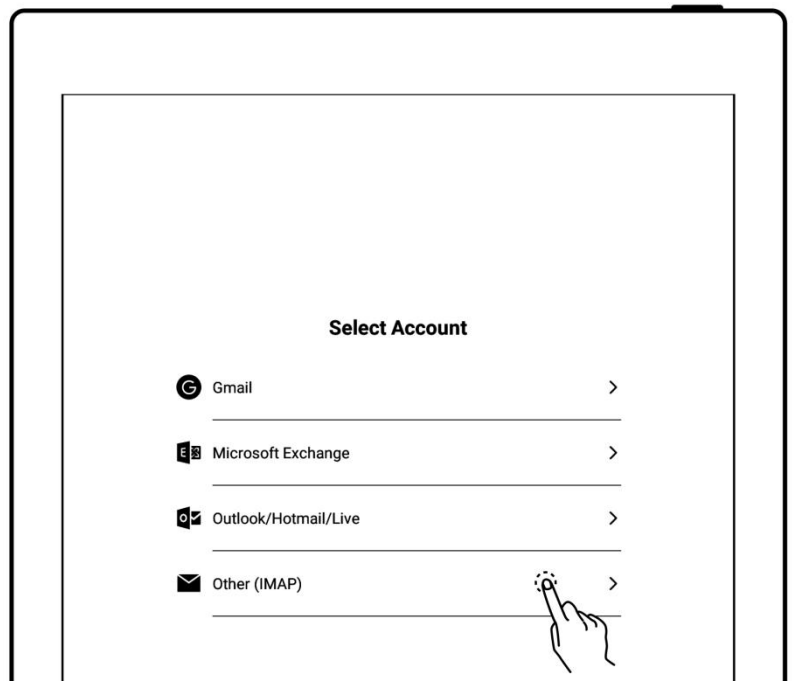 Select Account
G Gmail
E Microsoft Exchange
O Outlook/Hotmail/Live
Other (IMAP)